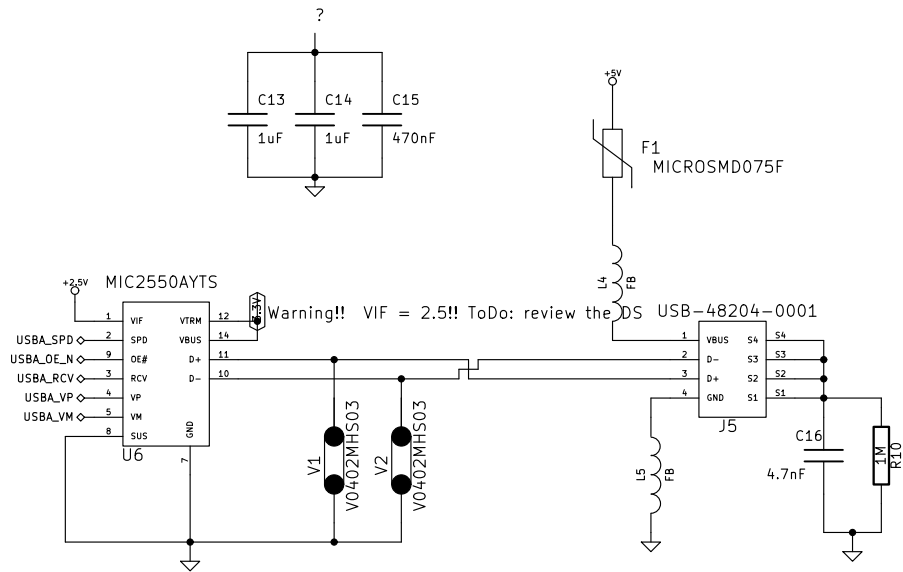 ?
C13
C14
C15
1uF
1uF
470nF
+5V
F1
MICROSMD075F
L4
FB
MIC2550AYTS
+2.5V
3.3V
Warning!! VIF = 2.5!! ToDo: review the DS
USB-48204-0001
1
VIF
VTRM
12
USBA_SPD
2
SPD
VBUS
14
USBA_OE_N
9
OE#
D+
11
USBA_RCV
3
RCV
D-
10
USBA_VP
4
VP
USBA_VM
5
VM
8
SUS
GND
7
U6
1
VBUS
S4
S4
2
D-
S3
S3
3
D+
S2
S2
4
GND
S1
S1
J5
V1
V0402MHS03
V2
V0402MHS03
L5
FB
C16
4.7nF
1M
R10